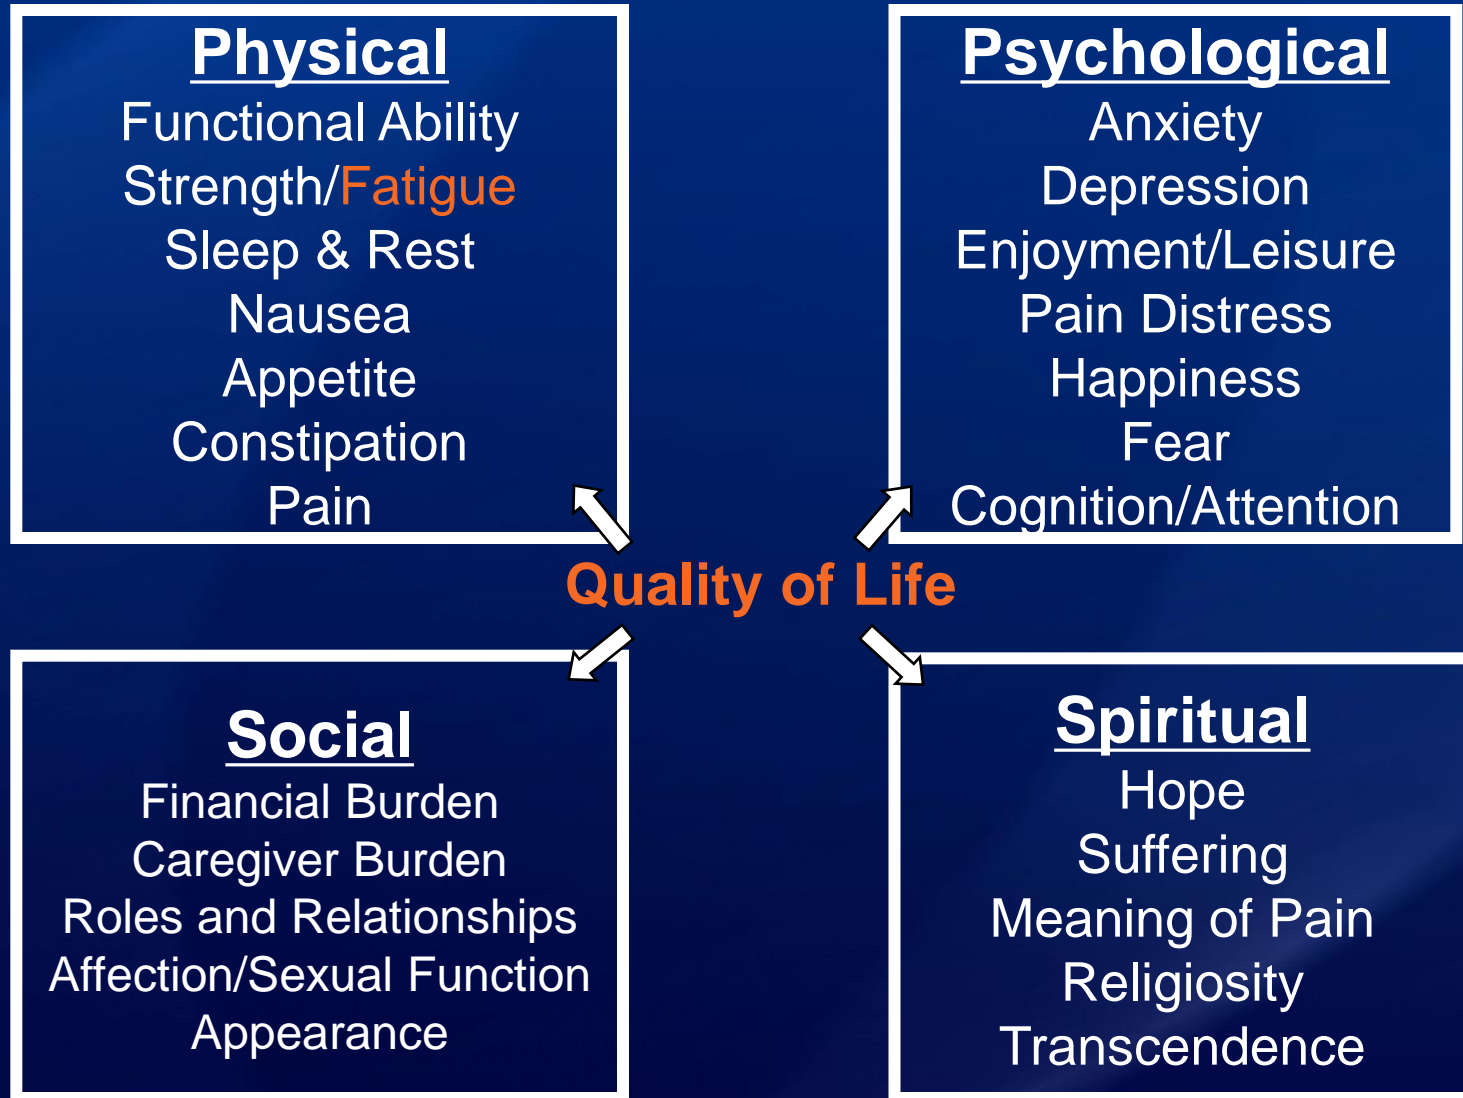 Physical
Functional Ability
Strength/Fatigue
Sleep & Rest
Nausea
Appetite
Constipation
Pain
Psychological
Anxiety
Depression
Enjoyment/Leisure
Pain Distress
Happiness
Fear
Cognition/Attention
Quality of Life
Social
Financial Burden
Caregiver Burden
Roles and Relationships
Affection/Sexual Function
Appearance
Spiritual
Hope
Suffering
Meaning of Pain
Religiosity
Transcendence